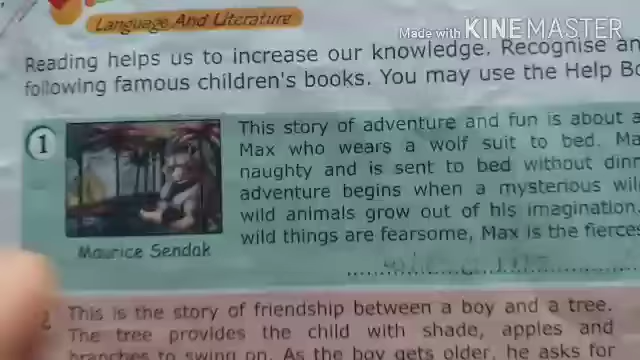 Language And Literature
Made with KINEMASTER
Reading helps us to increase our knowledge. Recognise an
following famous children's books. You may use the Help Bo
1
This story of adventure and fun is about a
Max who wears a wolf suit to bed. Ma
naughty and is sent to bed without dinn
adventure begins when a mysterious wil
wild animals grow out of his imagination.
wild things are fearsome, Max is the fierces
Maurice Sendak
This is the story of friendship between a boy and a tree.
The tree provides the child with shade, apples and
branches to swing on. As the boy gets older, he asks for